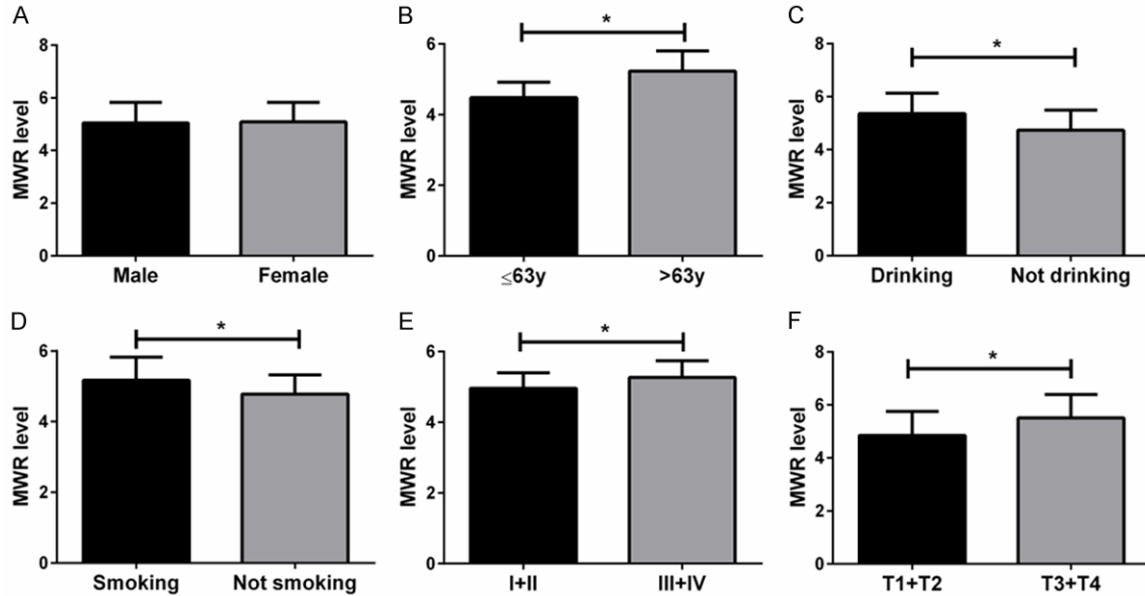 A
MWR level
8
6
4
2
0
Male Female
B
*
MWR level
6
4
2
0
≤63y >63y
C
*
MWR level
8
6
4
2
0
Drinking Not drinking
D
*
MWR level
6
4
2
0
Smoking Not smoking
E
*
MWR level
6
4
2
0
I+II III+IV
F
*
MWR level
8
6
4
2
0
T1+T2 T3+T4